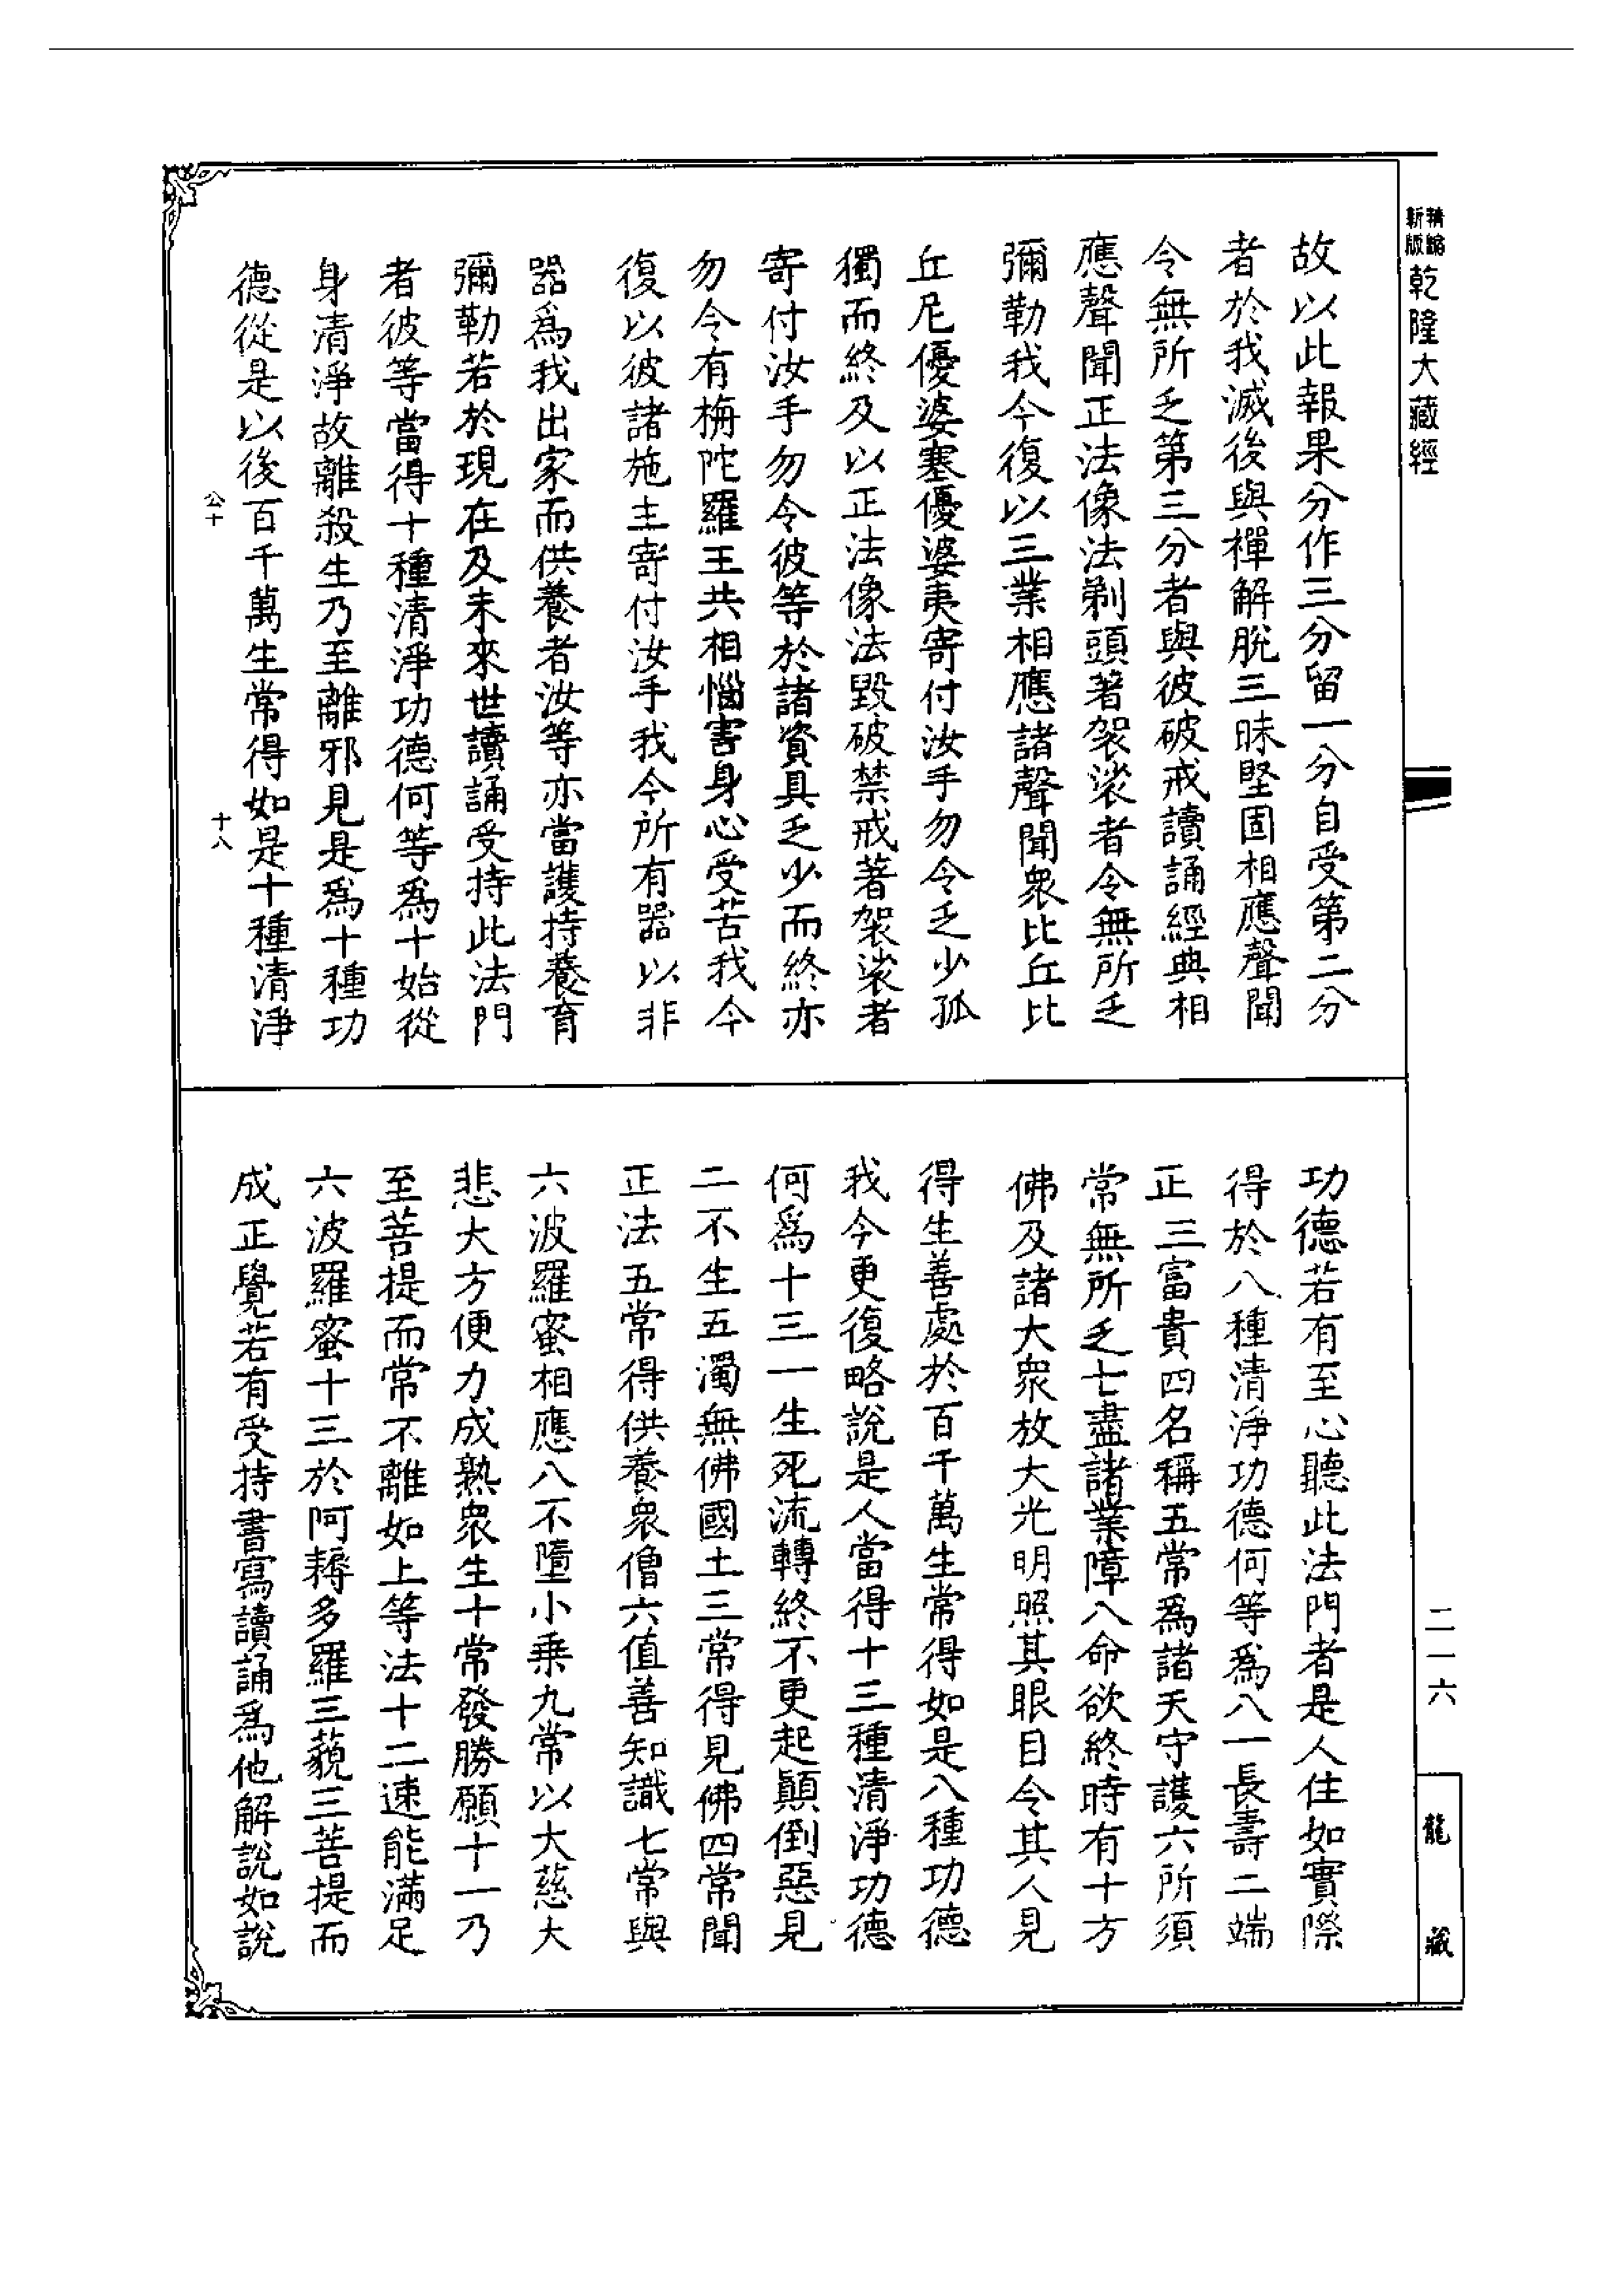 精縮
新版
乾隆大藏經
故以此報果分作三分留一分自受第二分
者於我滅後與禪解脫三昧堅固相應聲聞
令無所乏第三分者與彼破戒讀誦經典相
應聲聞正法像法剃頭著袈裟者令無所乏
彌勒我今復以三業相應諸聲聞眾比丘比
丘尼優婆塞優婆夷寄付汝手勿令乏少孤
獨而終及以正法像法毀破禁戒著袈裟者
寄付汝手勿令彼等於諸資具乏少而終亦
勿令有栴陀羅王共相惱害身心受苦我今
復以彼諸施主寄付汝手我今所有器以非
器為我出家而供養者汝等亦當護持養育
彌勒若於現在及未來世讀誦受持此法門
者彼等當得十種清淨功德何等為十始從
身清淨故離殺生乃至離邪見是為十種功
德從是以後百千萬生常得如是十種清淨
公十
十八
功德若有至心聽此法門者是人住如實際
得於八種清淨功德何等為八一長壽二端
正三富貴四名稱五常為諸天守護六所須
常無所乏七盡諸業障八命欲終時有十方
佛及諸大眾放大光明照其眼目令其人見
得生善處於百千萬生常得如是八種功德
我今更復略說是人當得十三種清淨功德
何為十三一生死流轉終不更起顛倒惡見
二不生五濁無佛國土三常得見佛四常聞
正法五常得供養眾僧六值善知識七常與
六波羅蜜相應八不墮小乘九常以大慈大
悲大方便力成熟眾生十常發勝願十一乃
至菩提而常不離如上等法十二速能滿足
六波羅蜜十三於阿耨多羅三藐三菩提而
成正覺若有受持書寫讀誦為他解說如說
二一六
龍藏